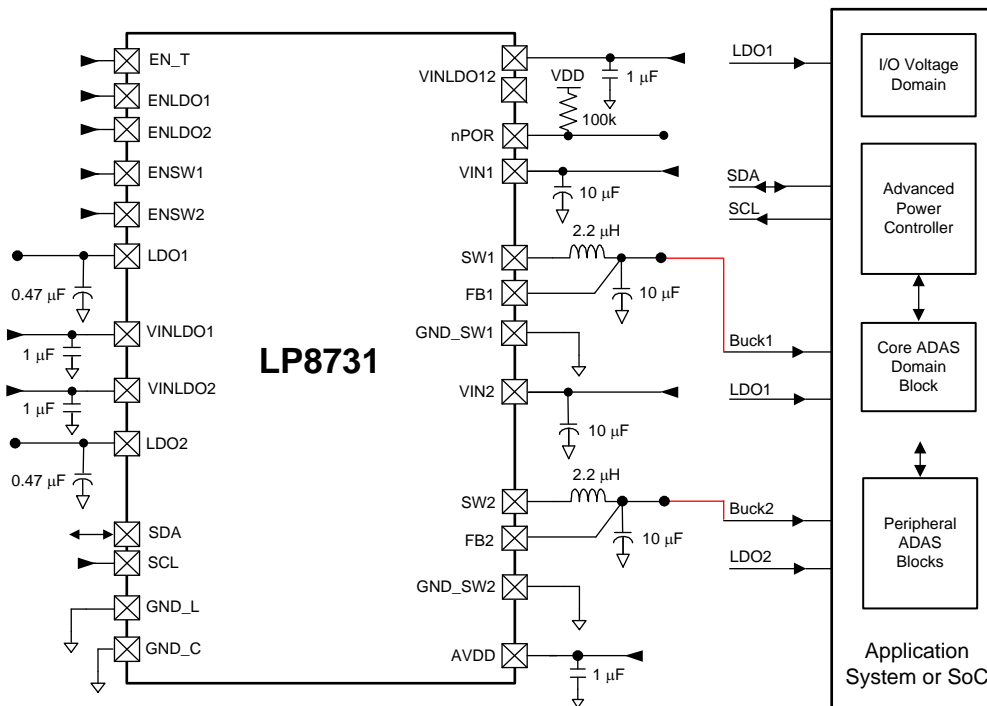 EN_T
ENLDO1
ENLDO2
ENSW1
ENSW2
LDO1
0.47 µF
VINLDO1
1 µF
VINLDO2
1 µF
LDO2
0.47 µF
SDA
SCL
GND_L
GND_C
LP8731
VINLDO12
1 µF
VDD
100k
nPOR
VIN1
10 µF
2.2 µH
SW1
FB1
10 µF
GND_SW1
VIN2
10 µF
2.2 µH
SW2
FB2
10 µF
GND_SW2
AVDD
1 µF
LDO1
SDA
SCL
Buck1
LDO1
Buck2
LDO2
I/O Voltage
Domain
Advanced
Power
Controller
Core ADAS
Domain
Block
Peripheral
ADAS
Blocks
Application
System or SoC